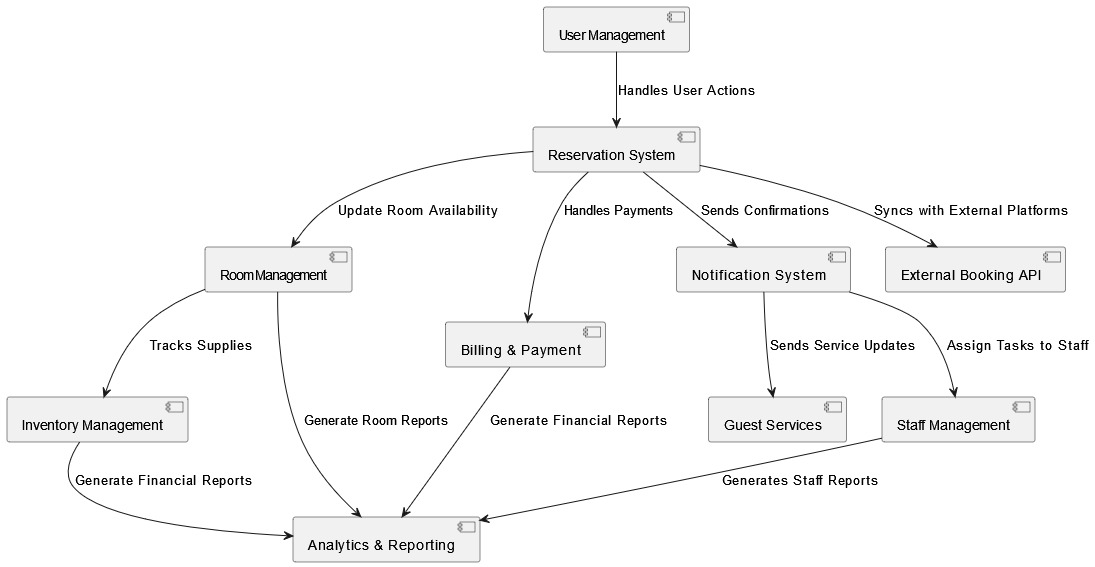 User Management
Handles User Actions
Reservation System
Update Room Availability
Handles Payments
Sends Confirmations
Syncs with External Platforms
Room Management
Notification System
External Booking API
Tracks Supplies
Billing & Payment
Sends Service Updates
Assign Tasks to Staff
Inventory Management
Generate Room Reports
Generate Financial Reports
Guest Services
Staff Management
Generate Financial Reports
Generates Staff Reports
Analytics & Reporting